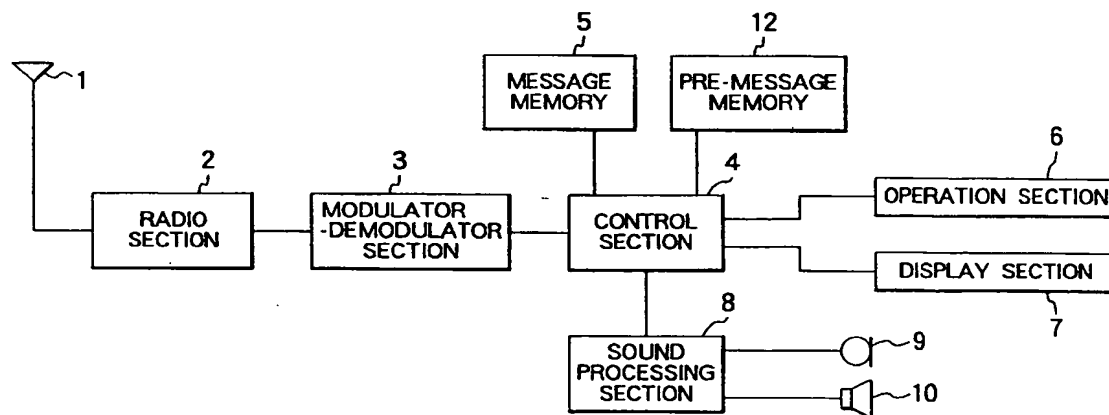 5
12
1
MESSAGE
MEMORY
PRE-MESSAGE
MEMORY
2
3
4
6
RADIO
SECTION
MODULATOR
-DEMODULATOR
SECTION
CONTROL
SECTION
OPERATION SECTION
DISPLAY SECTION
7
8
SOUND
PROCESSING
SECTION
9
10